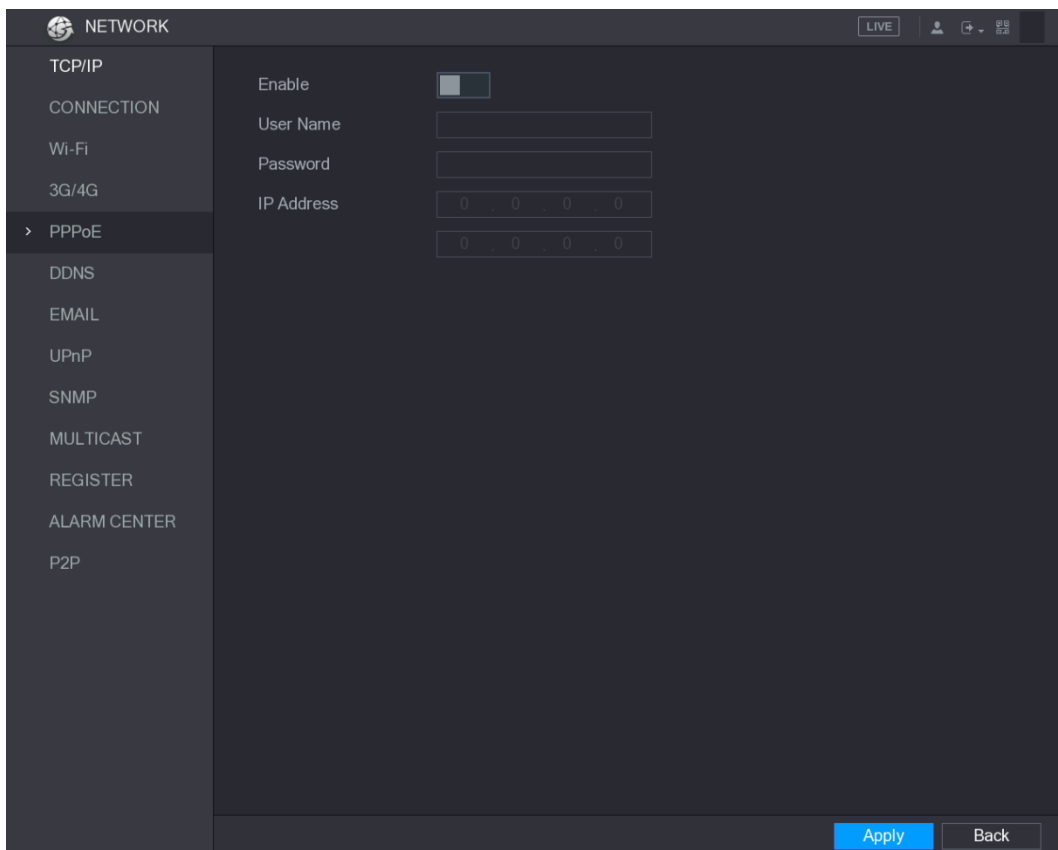 NETWORK
LIVE
TCP/IP
CONNECTION
Wi-Fi
3G/4G
PPPoE
DDNS
EMAIL
UPnP
SNMP
MULTICAST
REGISTER
ALARM CENTER
P2P
Enable
User Name
Password
IP Address
0 . 0 . 0 . 0
0 . 0 . 0 . 0
Apply
Back